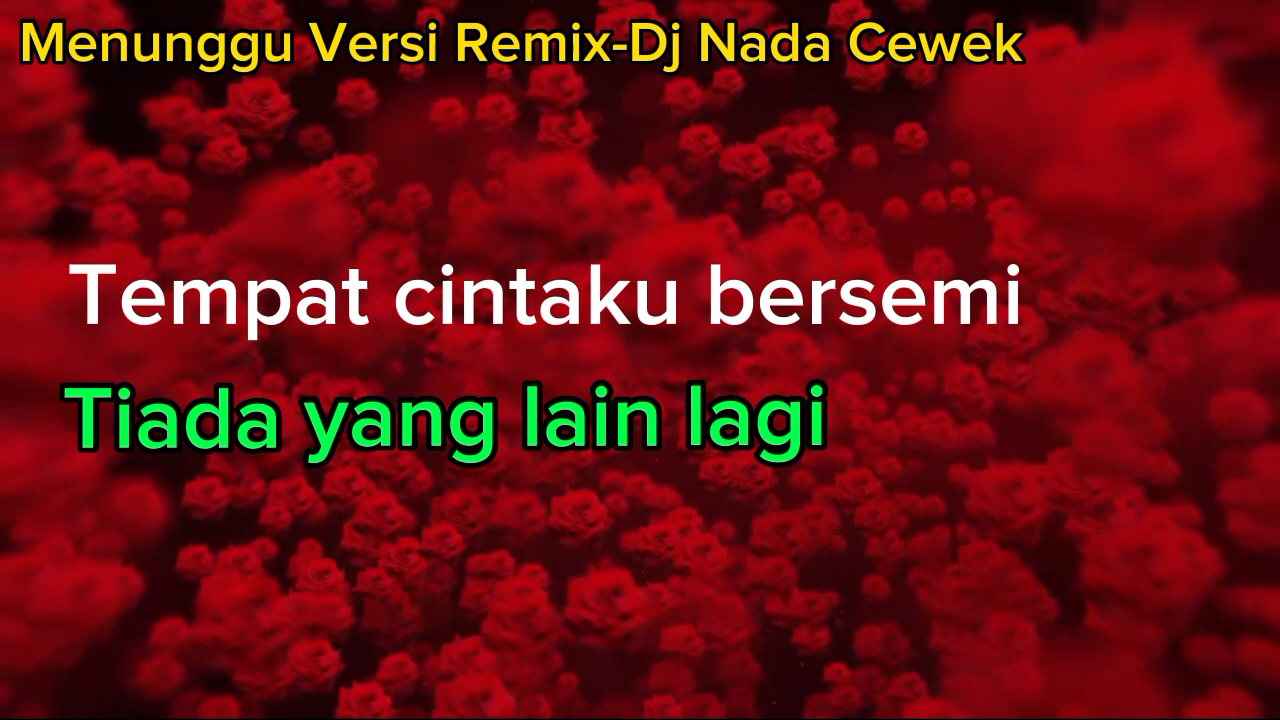 Menunggu Versi Remix-Dj Nada Cewek
Tempat cintaku bersemi
Tiada yang lain lagi